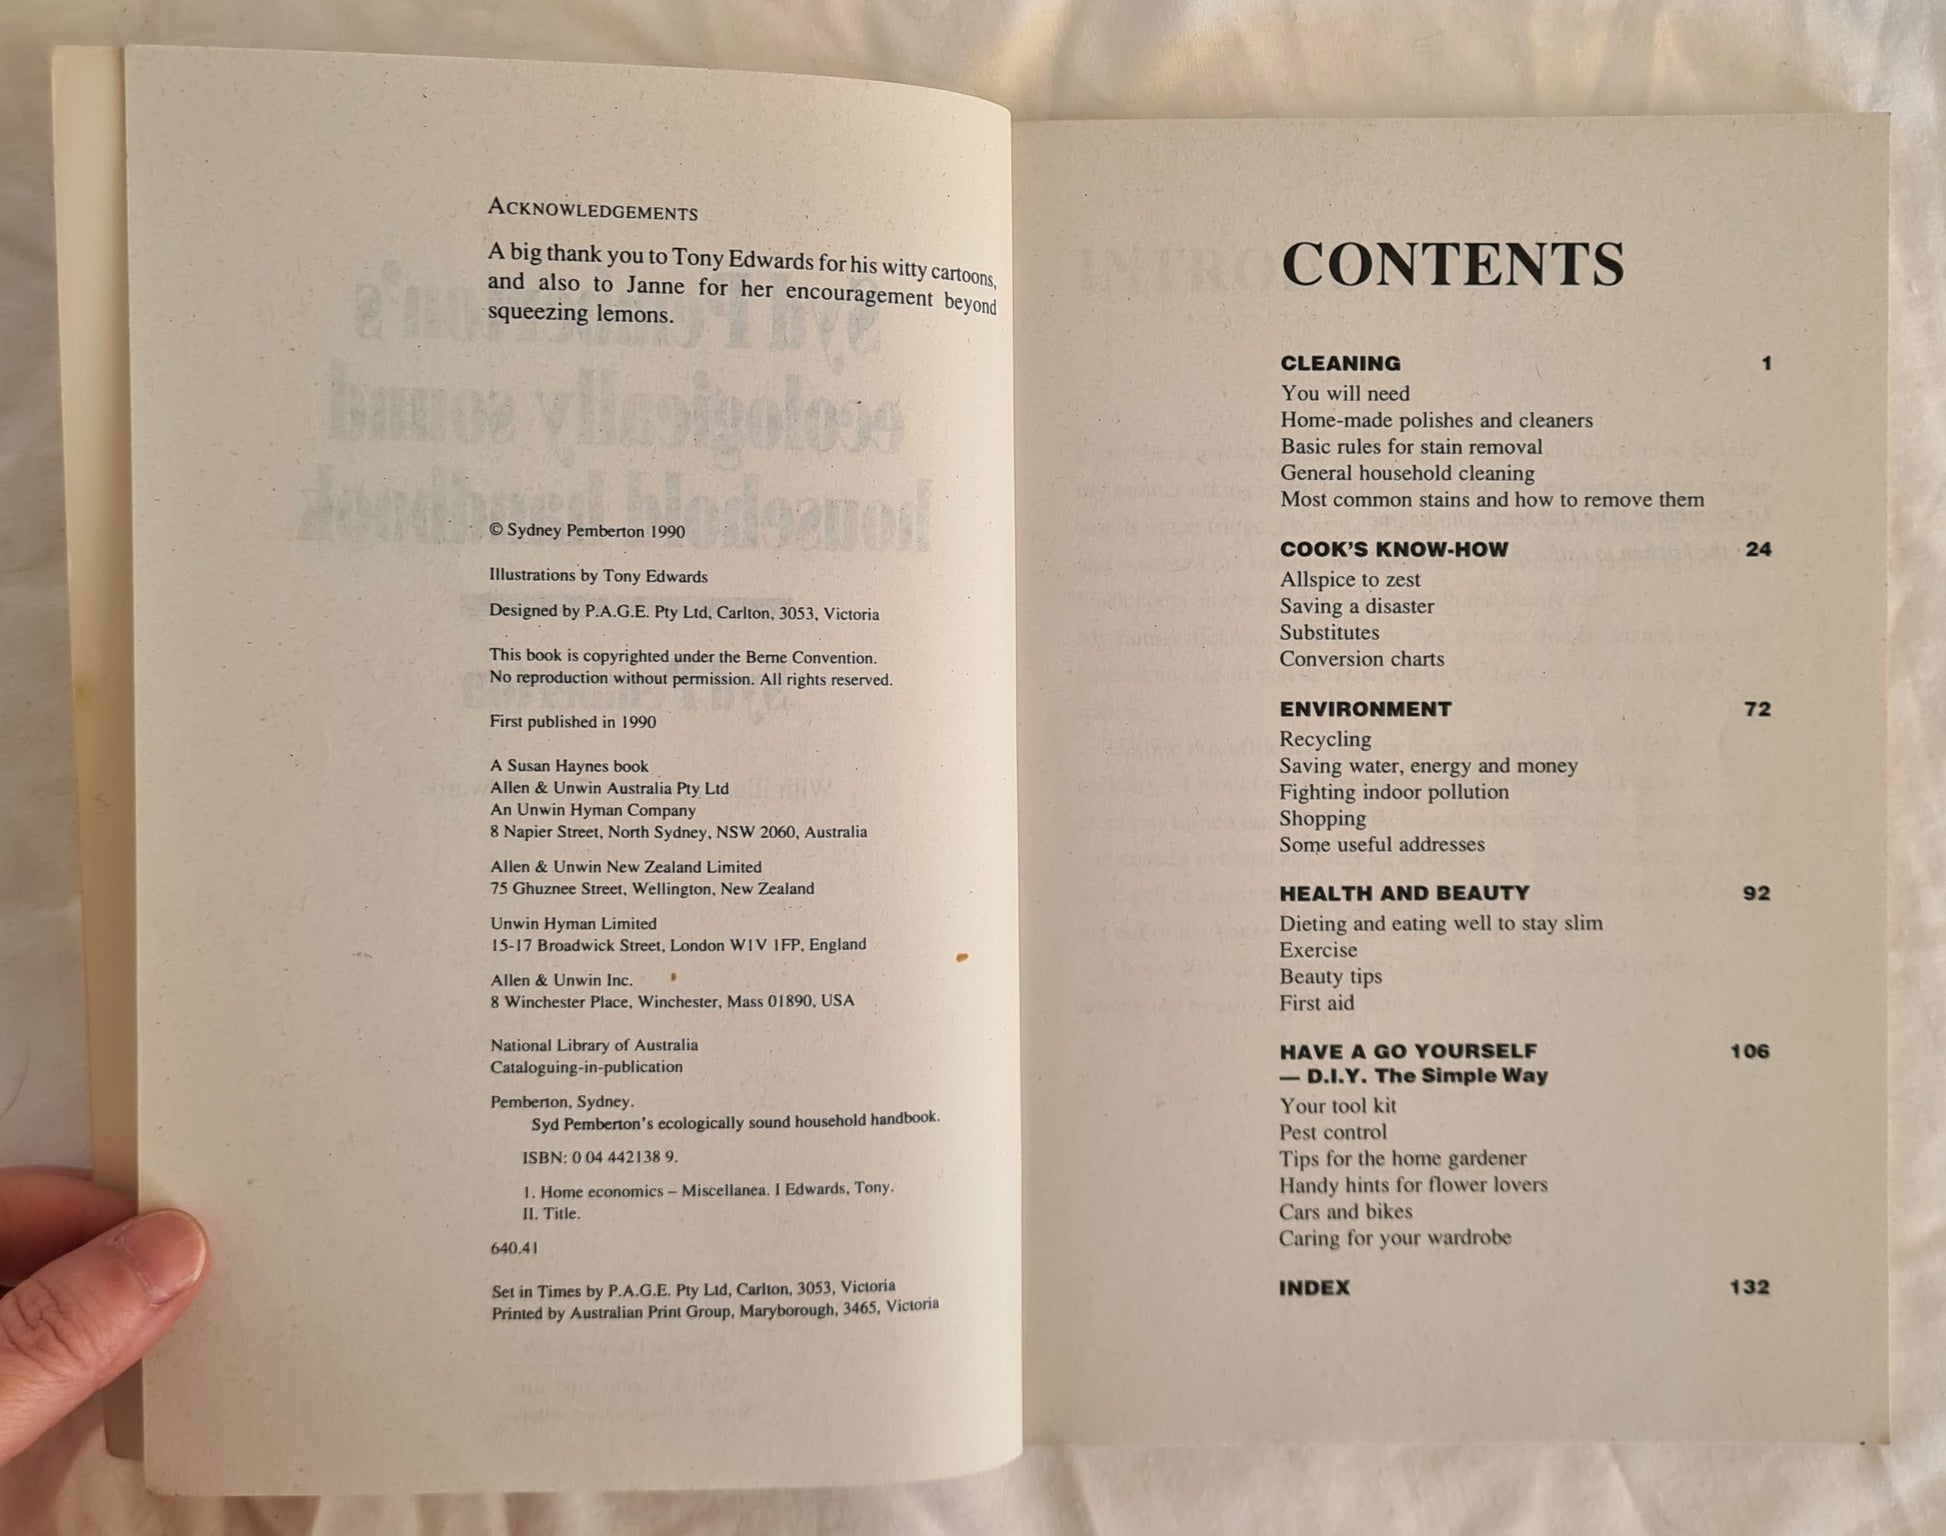 ACKNOWLEDGEMENTS
A big thank you to Tony Edwards for his witty cartoons,
and also to Janne for her encouragement beyond
squeezing lemons.
© Sydney Pemberton 1990
Illustrations by Tony Edwards
Designed by P.A.G.E. Pty Ltd, Carlton, 3053, Victoria
This book is copyrighted under the Berne Convention.
No reproduction without permission. All rights reserved.
First published in 1990
A Susan Haynes book
Allen & Unwin Australia Pty Ltd
An Unwin Hyman Company
8 Napier Street, North Sydney, NSW 2060, Australia
Allen & Unwin New Zealand Limited
75 Ghuznee Street, Wellington, New Zealand
Unwin Hyman Limited
15-17 Broadwick Street, London W1V 1FP, England
Allen & Unwin Inc.
8 Winchester Place, Winchester, Mass 01890, USA
National Library of Australia
Cataloguing-in-publication
Pemberton, Sydney.
Syd Pemberton's ecologically sound household handbook.
ISBN: 0 04 442138 9.
1. Home economics – Miscellanea. I Edwards, Tony.
II. Title.
640.41
Set in Times by P.A.G.E. Pty Ltd, Carlton, 3053, Victoria
Printed by Australian Print Group, Maryborough, 3465, Victoria
CONTENTS
CLEANING 1
You will need
Home-made polishes and cleaners
Basic rules for stain removal
General household cleaning
Most common stains and how to remove them
COOK'S KNOW-HOW 24
Allspice to zest
Saving a disaster
Substitutes
Conversion charts
ENVIRONMENT 72
Recycling
Saving water, energy and money
Fighting indoor pollution
Shopping
Some useful addresses
HEALTH AND BEAUTY 92
Dieting and eating well to stay slim
Exercise
Beauty tips
First aid
HAVE A GO YOURSELF 106
— D.I.Y. The Simple Way
Your tool kit
Pest control
Tips for the home gardener
Handy hints for flower lovers
Cars and bikes
Caring for your wardrobe
INDEX 132